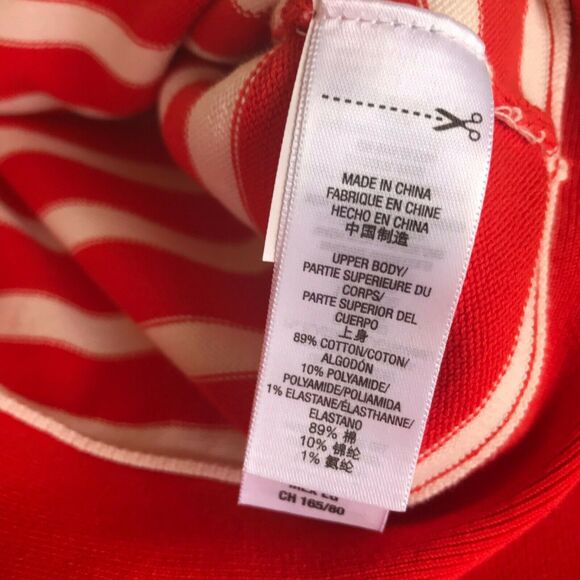 MADE IN CHINA
FABRIQUE EN CHINE
HECHO EN CHINA
中国制造
UPPER BODY/
PARTIE SUPERIEURE DU
CORPS/
PARTE SUPERIOR DEL
CUERPO
上身
89% COTTON/COTON/
ALGODÓN
10% POLYAMIDE/
POLYAMIDE/POLIAMIDA
1% ELASTANE/ÉLASTHANNE/
ELASTANO
89% 棉
10% 锦纶
1% 氨纶
CH 165/80